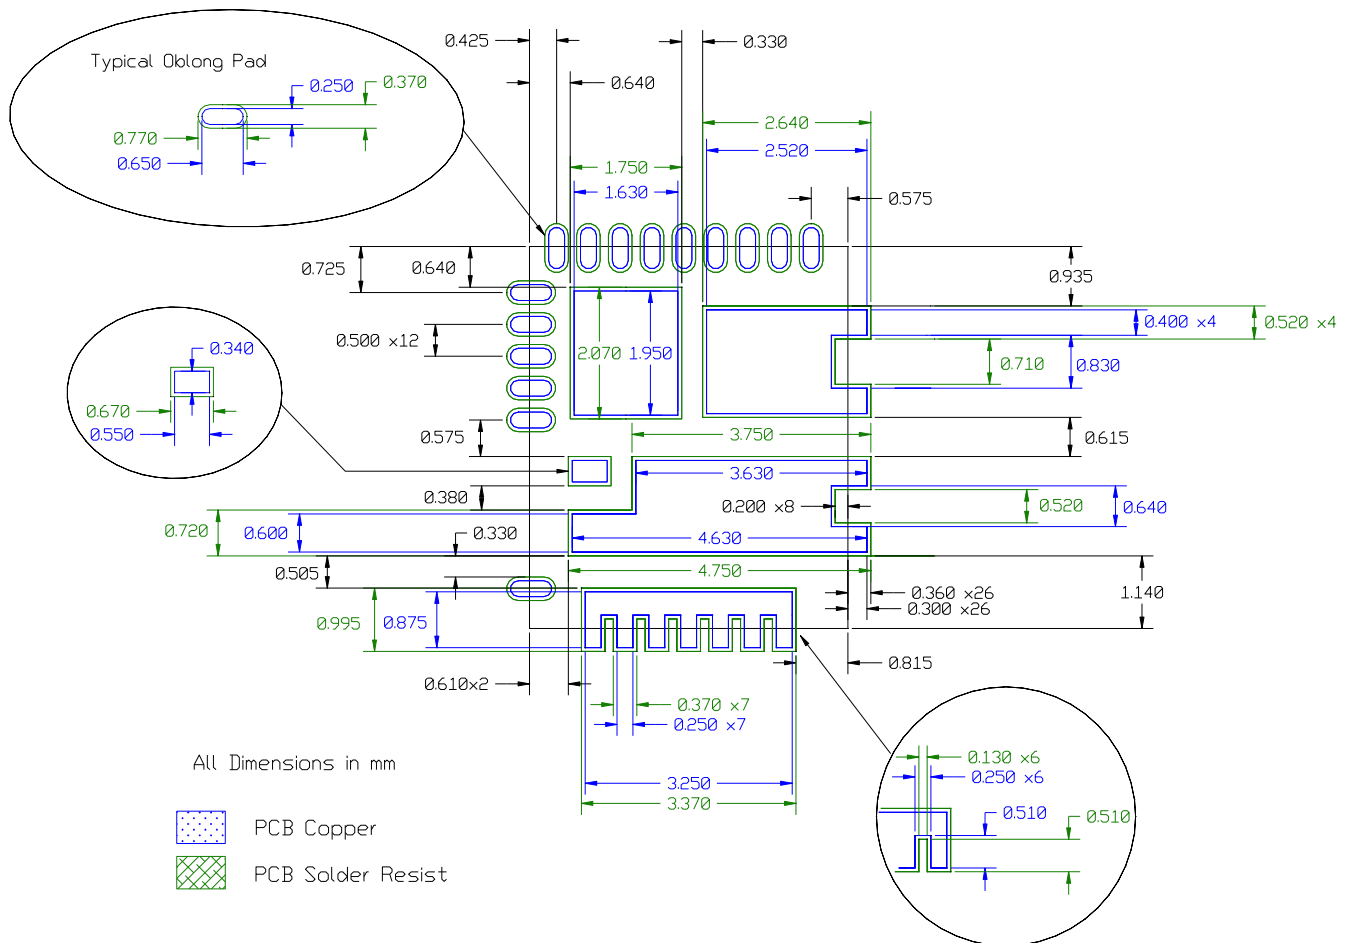 0.425
0.330
Typical Oblong Pad
0.250
0.370
0.640
0.770
0.650
2.640
2.520
1.750
1.630
0.575
0.725
0.640
0.935
0.500 x12
0.400 x4
0.520 x4
0.340
2.070
1.950
0.710
0.830
0.670
0.550
0.575
3.750
0.615
3.630
0.380
0.200 x8
0.520
0.640
0.720
0.600
0.330
4.630
0.505
4.750
0.360 x26
0.300 x26
1.140
0.995
0.875
0.815
0.610x2
0.370 x7
0.250 x7
All Dimensions in mm
3.250
3.370
0.130 x6
0.250 x6
0.510
0.510
PCB Copper
PCB Solder Resist